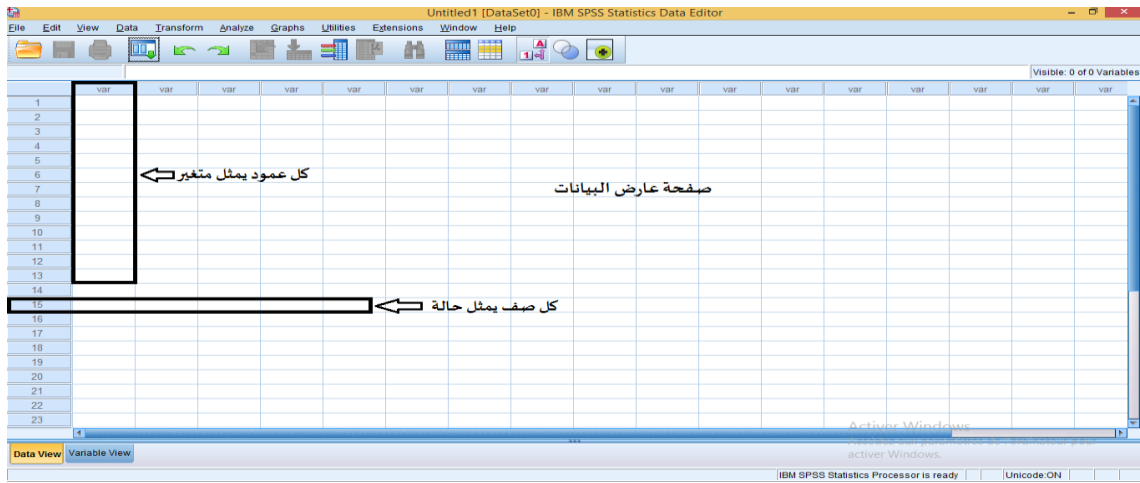 Untitled1 [DataSet0] - IBM SPSS Statistics Data Editor
File Edit View Data Transform Analyze Graphs Utilities Extensions Window Help
Visible: 0 of 0 Variables
var var var var var var var var var var var var var var var var var
1
2
3
4
5
6
كل عمود يمثل متغير
7
صفحة عارض البيانات
8
9
10
11
12
13
14
15
كل صف يمثل حالة
16
17
18
19
20
21
22
23
Activer Windows
activer Windows.
Data View Variable View
IBM SPSS Statistics Processor is ready Unicode:ON